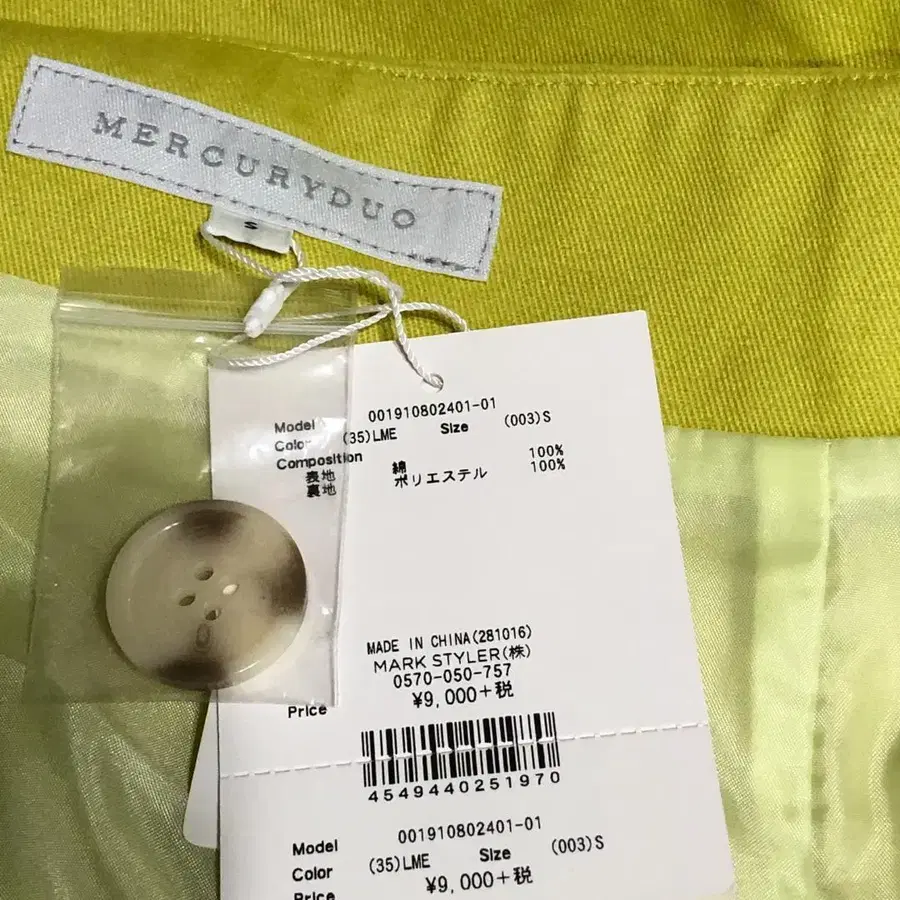 MERCURYDUO
S
Model 001910802401-01
Color (35)LME Size (003)S
Composition
表地 綿 100%
裏地 ポリエステル 100%
MADE IN CHINA(281016)
MARK STYLER(株)
0570-050-757
Price ¥9,000+税
4549440251970
Model 001910802401-01
Color (35)LME Size (003)S
Price ¥9,000+税